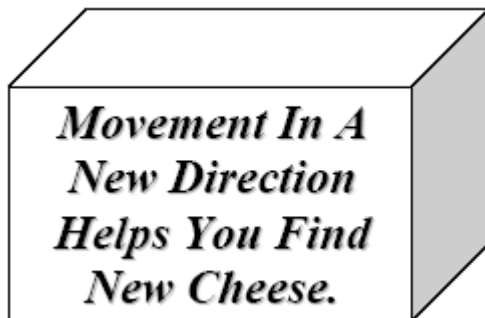 Movement In A
New Direction
Helps You Find
New Cheese.